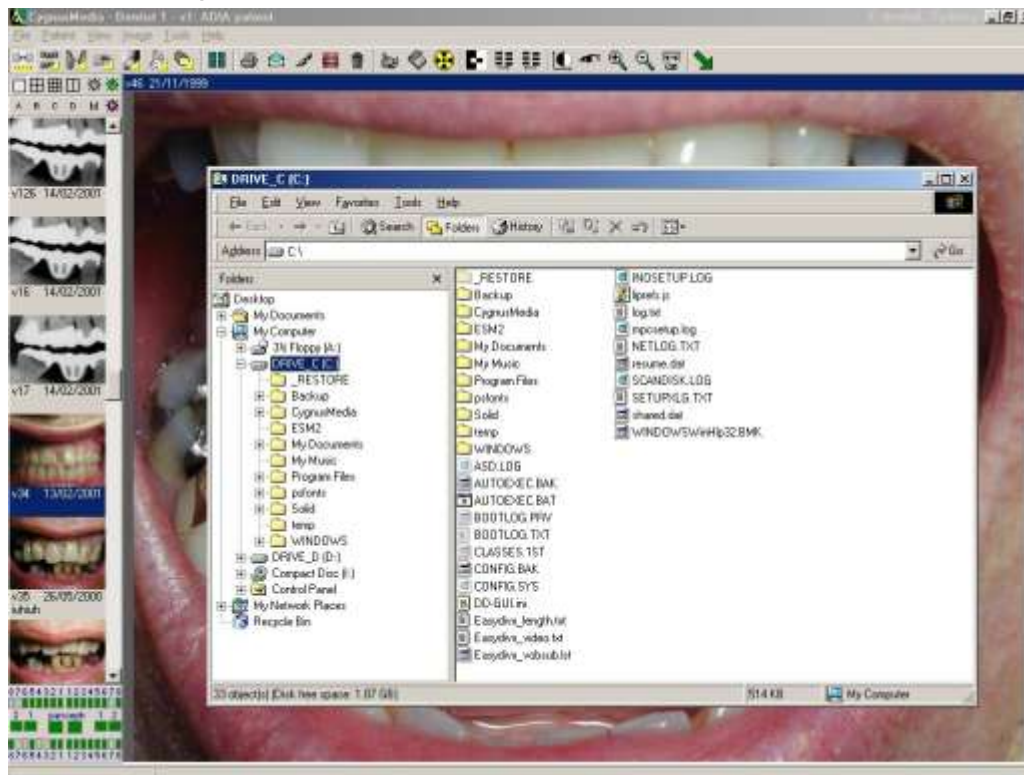 CygnusMedia - Dentist 1 - v1: ADIA patient
File Patient View Image Tools Help
v46 21/11/1999
A B C D M
v126 14/02/2001
v16 14/02/2001
v17 14/02/2001
v34 13/02/2001
v35 26/05/2000
iuhiuh
DRIVE_C (C:)
File Edit View Favorites Tools Help
Search Folders History
Address C:\ Go
Folders
Desktop
My Documents
My Computer
3½ Floppy (A:)
DRIVE_C (C:)
_RESTORE
Backup
CygnusMedia
ESM2
My Documents
My Music
Program Files
psfonts
Solid
temp
WINDOWS
DRIVE_D (D:)
Compact Disc
Control Panel
My Network Places
Recycle Bin
_RESTORE
Backup
CygnusMedia
ESM2
My Documents
My Music
Program Files
psfonts
Solid
temp
WINDOWS
ASD.LOG
AUTOEXEC.BAK
AUTOEXEC.BAT
BOOTLOG.PRV
BOOTLOG.TXT
CLASSES.1ST
CONFIG.BAK
CONFIG.SYS
DD-GUI.ini
Easydivx_length.txt
Easydivx_video.txt
Easydivx_vobsub.lst
INOSETUP.LOG
liprefs.js
log.txt
mpcsetup.log
NETLOG.TXT
resume.dat
SCANDISK.LOG
SETUPXLG.TXT
shared.dat
WINDOWSWinHlp32.BMK
33 object(s) (Disk free space: 1.07 GB) 514 KB My Computer